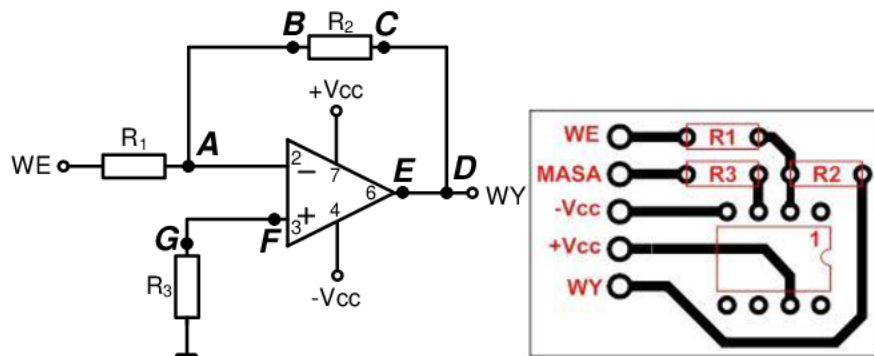 B R₂ C
+Vcc
R₁ A
WE 2 − 7 E D
6 WY
G F 3 + 4
R₃ -Vcc
WE R1
MASA R3 R2
-Vcc
+Vcc 1
WY